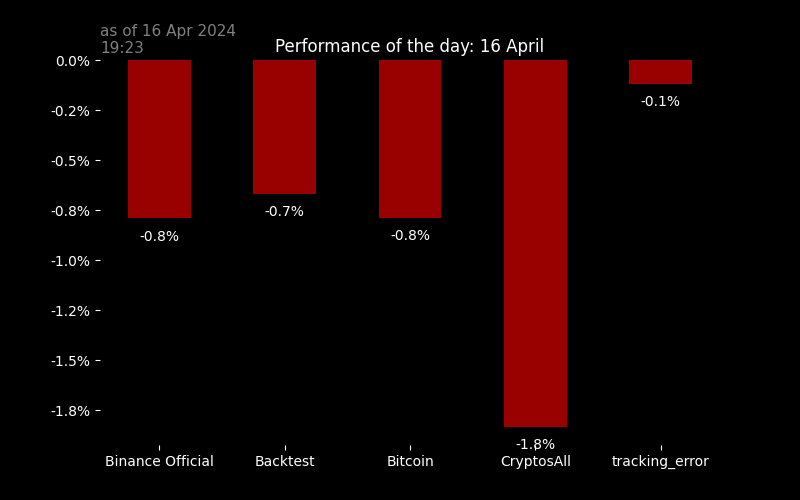 as of 16 Apr 2024
19:23
Performance of the day: 16 April
0.0%
-0.2%
-0.5%
-0.8%
-1.0%
-1.2%
-1.5%
-1.8%
-0.8%
-0.7%
-0.8%
-1.8%
-0.1%
Binance Official
Backtest
Bitcoin
CryptosAll
tracking_error